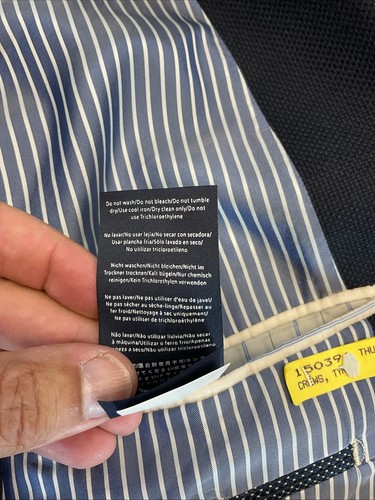 Do not wash/Do not bleach/Do not tumble
dry/Use cool iron/Dry clean only/Do not
use Trichloroethylene
No lavar/No usar lejía/No secar con secadora/
Usar plancha fría/Sólo lavado en seco/
No utilizar tricloroetileno
Nicht waschen/Nicht bleichen/Nicht im
Trockner trocknen/Kalt bügeln/Nur chemisch
reinigen/Kein Trichlorethylen verwenden
Ne pas laver/Ne pas utiliser d'eau de javel/
Ne pas sécher au sèche-linge/Repasser au
fer froid/Nettoyage à sec uniquement/
Ne pas utiliser de trichloroéthylène
Não lavar/Não utilizar lixívia/Não secar
à máquina/Utilizar o ferro frio/Apenas
a seco/Não utilizar tricloroetileno
15039 THU
CREWS,